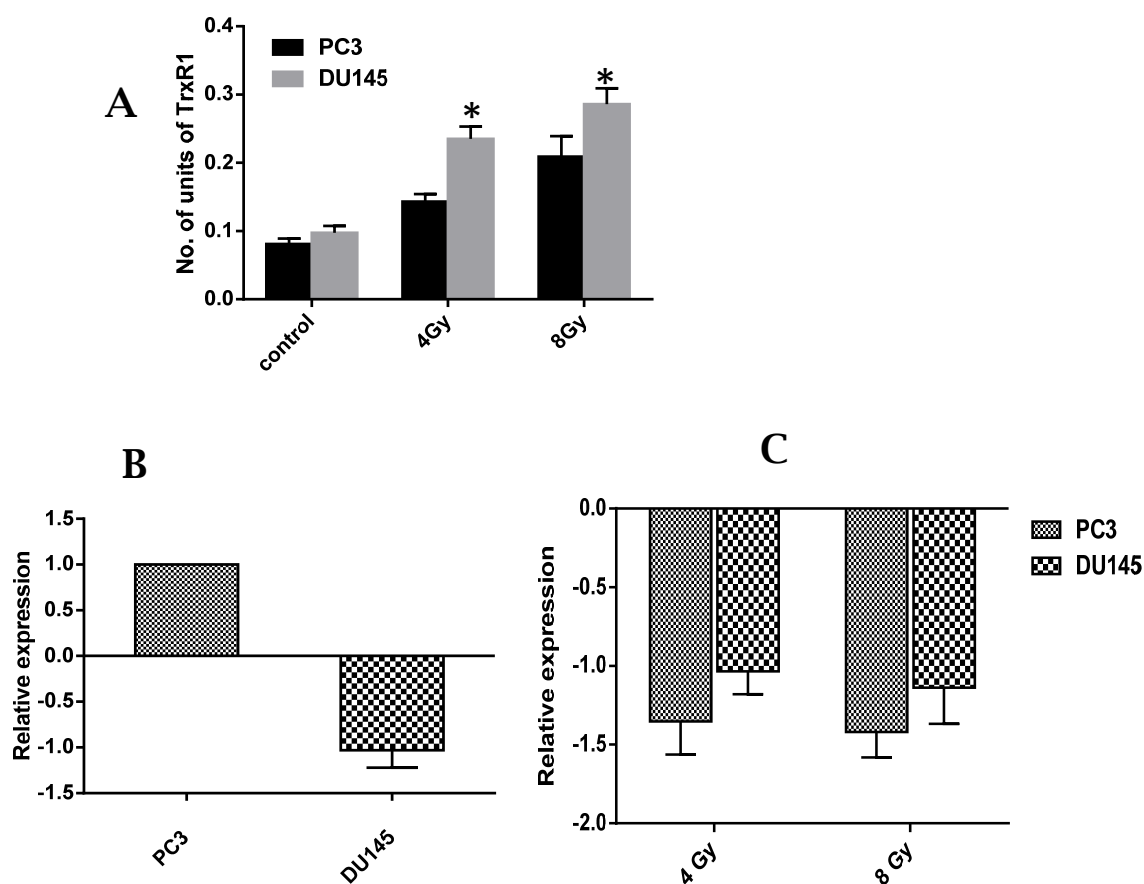 A
No. of units of TrxR1
0.4
0.3
0.2
0.1
0.0
PC3
DU145
*
*
control
4Gy
8Gy
B
Relative expression
1.5
1.0
0.5
0.0
-0.5
-1.0
-1.5
PC3
DU145
C
Relative expression
0.0
-0.5
-1.0
-1.5
-2.0
4 Gy
8 Gy
PC3
DU145